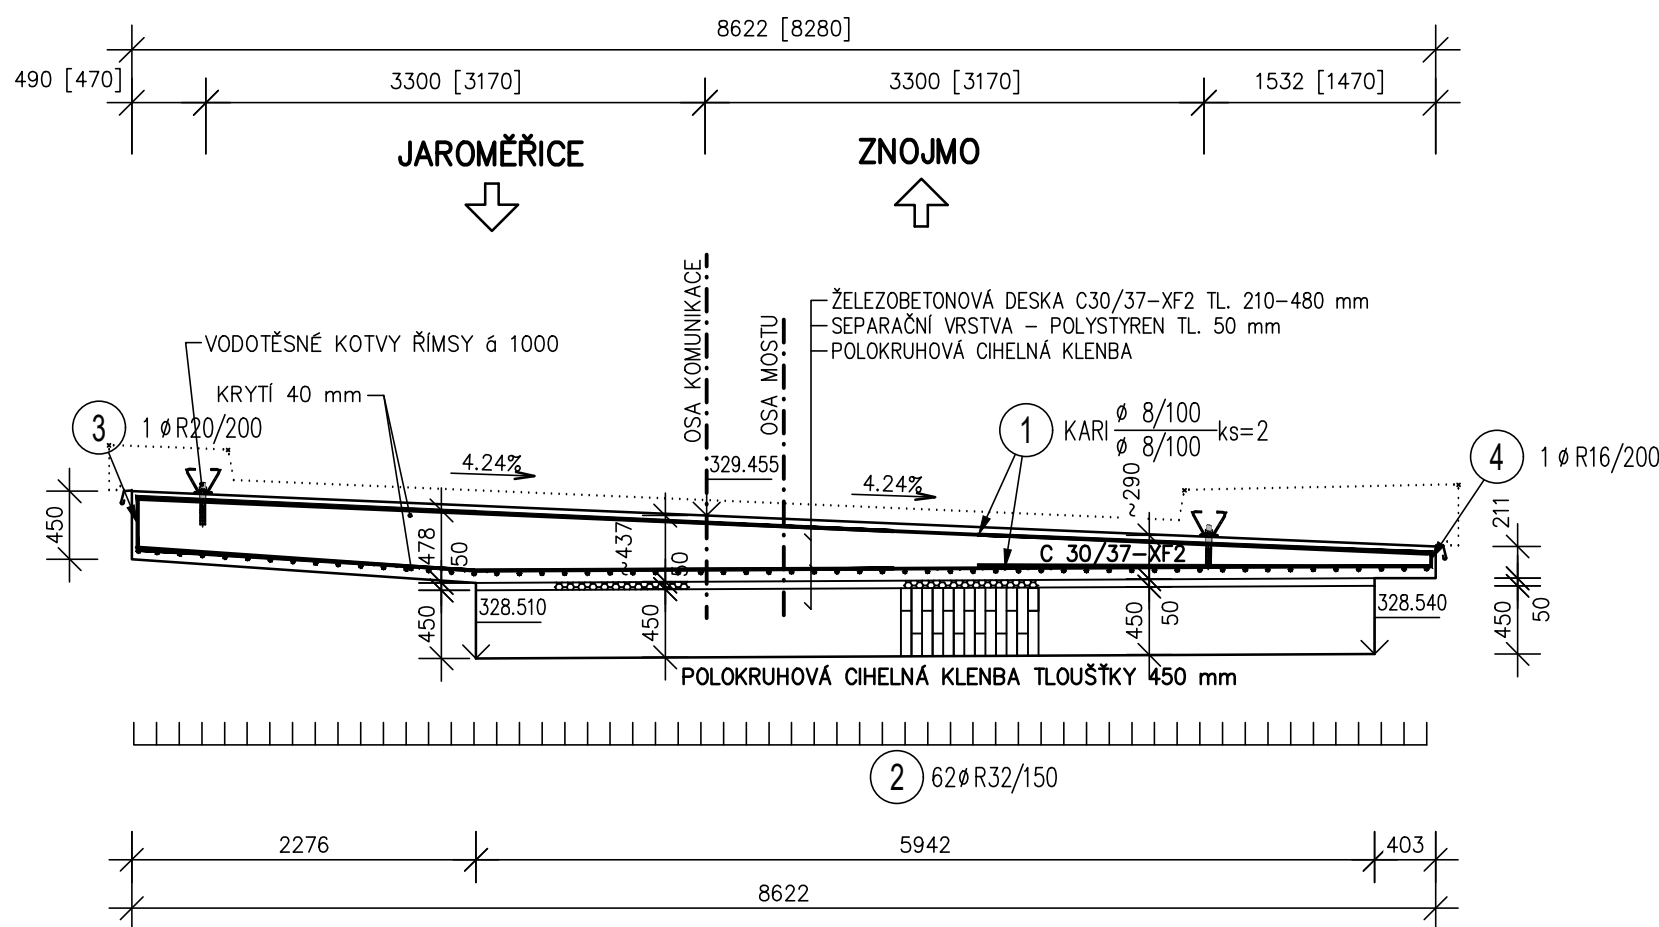 8622 [8280]
490 [470]
3300 [3170]
3300 [3170]
1532 [1470]
JAROMĚŘICE
ZNOJMO
OSA KOMUNIKACE
OSA MOSTU
ŽELEZOBETONOVÁ DESKA C30/37-XF2 TL. 210-480 mm
SEPARAČNÍ VRSTVA - POLYSTYREN TL. 50 mm
POLOKRUHOVÁ CIHELNÁ KLENBA
VODOTĚSNÉ KOTVY ŘÍMSY á 1000
KRYTÍ 40 mm
3 1 ø R20/200
1 KARI ø 8/100
ø 8/100
ks=2
4 1 ø R16/200
4.24%
329.455
4.24%
~290
450
478
50
~437
50
211
C 30/37-XF2
328.510
328.540
450
450
450
50
450
50
POLOKRUHOVÁ CIHELNÁ KLENBA TLOUŠŤKY 450 mm
2 62ø R32/150
2276
5942
403
8622